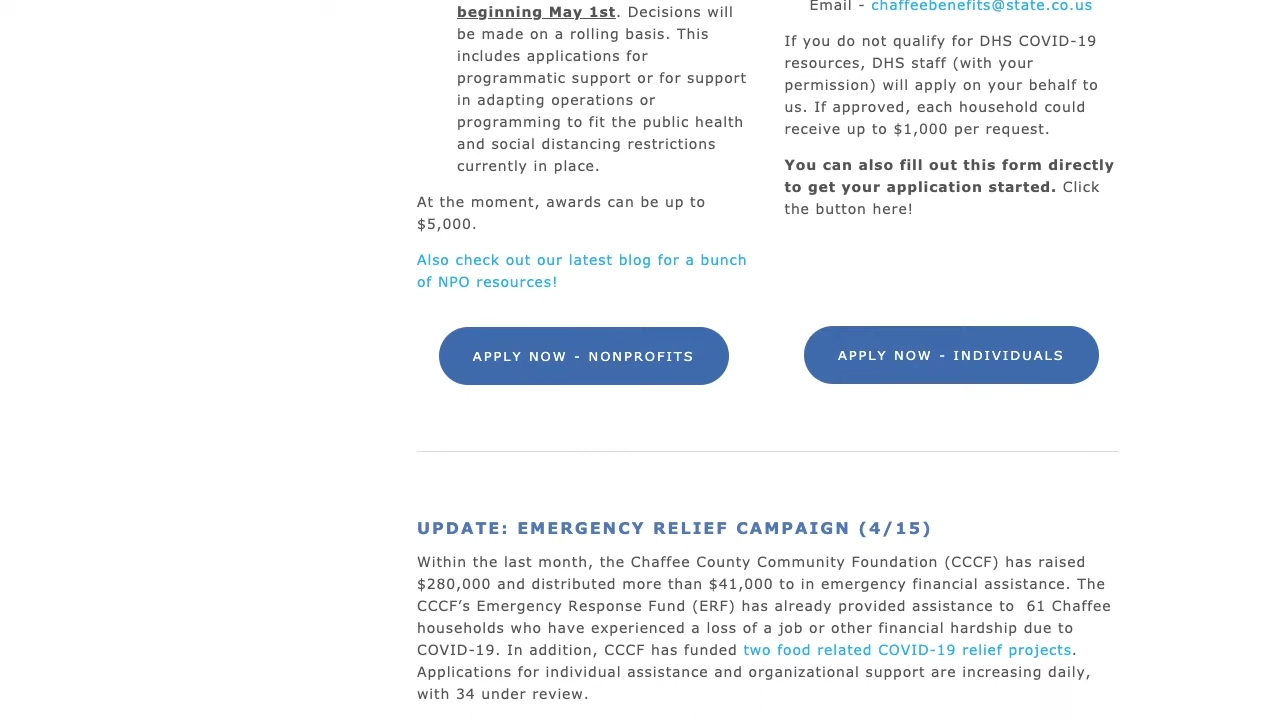 beginning May 1st. Decisions will
be made on a rolling basis. This
includes applications for
programmatic support or for support
in adapting operations or
programming to fit the public health
and social distancing restrictions
currently in place.
At the moment, awards can be up to
$5,000.
Also check out our latest blog for a bunch
of NPO resources!
APPLY NOW - NONPROFITS
Email - chaffeebenefits@state.co.us
If you do not qualify for DHS COVID-19
resources, DHS staff (with your
permission) will apply on your behalf to
us. If approved, each household could
receive up to $1,000 per request.
You can also fill out this form directly
to get your application started. Click
the button here!
APPLY NOW - INDIVIDUALS
UPDATE: EMERGENCY RELIEF CAMPAIGN (4/15)
Within the last month, the Chaffee County Community Foundation (CCCF) has raised
$280,000 and distributed more than $41,000 to in emergency financial assistance. The
CCCF’s Emergency Response Fund (ERF) has already provided assistance to  61 Chaffee
households who have experienced a loss of a job or other financial hardship due to
COVID-19. In addition, CCCF has funded two food related COVID-19 relief projects.
Applications for individual assistance and organizational support are increasing daily,
with 34 under review.